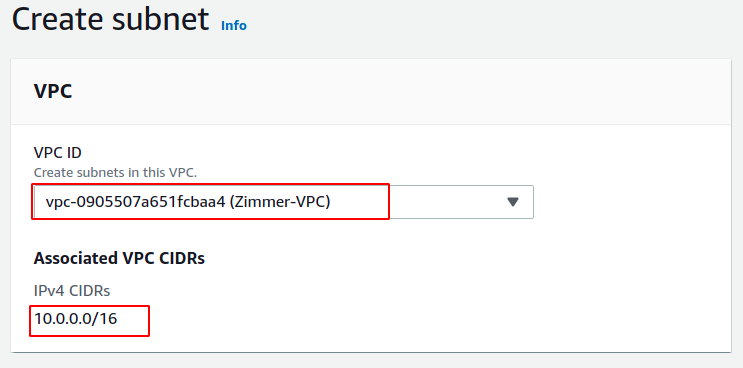 Create subnet Info
VPC
VPC ID
Create subnets in this VPC.
vpc-0905507a651fcbaa4 (Zimmer-VPC)
Associated VPC CIDRs
IPv4 CIDRs
10.0.0.0/16